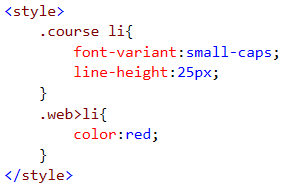 <style>
    .course li{
        font-variant:small-caps;
        line-height:25px;
    }
    .web>li{
        color:red;
    }
</style>